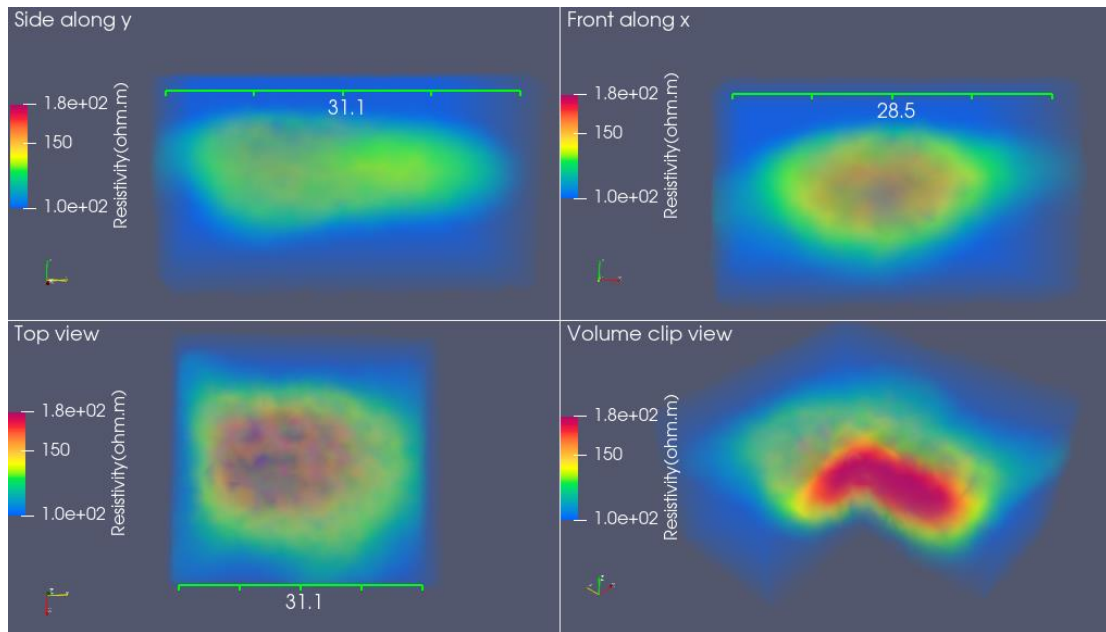 Side along y
31.1
1.8e+02
150
1.0e+02
Resistivity(ohm.m)
Front along x
28.5
1.8e+02
150
1.0e+02
Resistivity(ohm.m)
Top view
1.8e+02
150
1.0e+02
Resistivity(ohm.m)
31.1
Volume clip view
1.8e+02
150
1.0e+02
Resistivity(ohm.m)